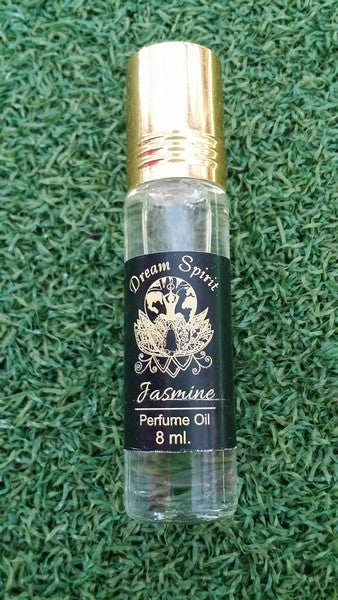 Dream Spirit
Jasmine
Perfume Oil
8 ml.